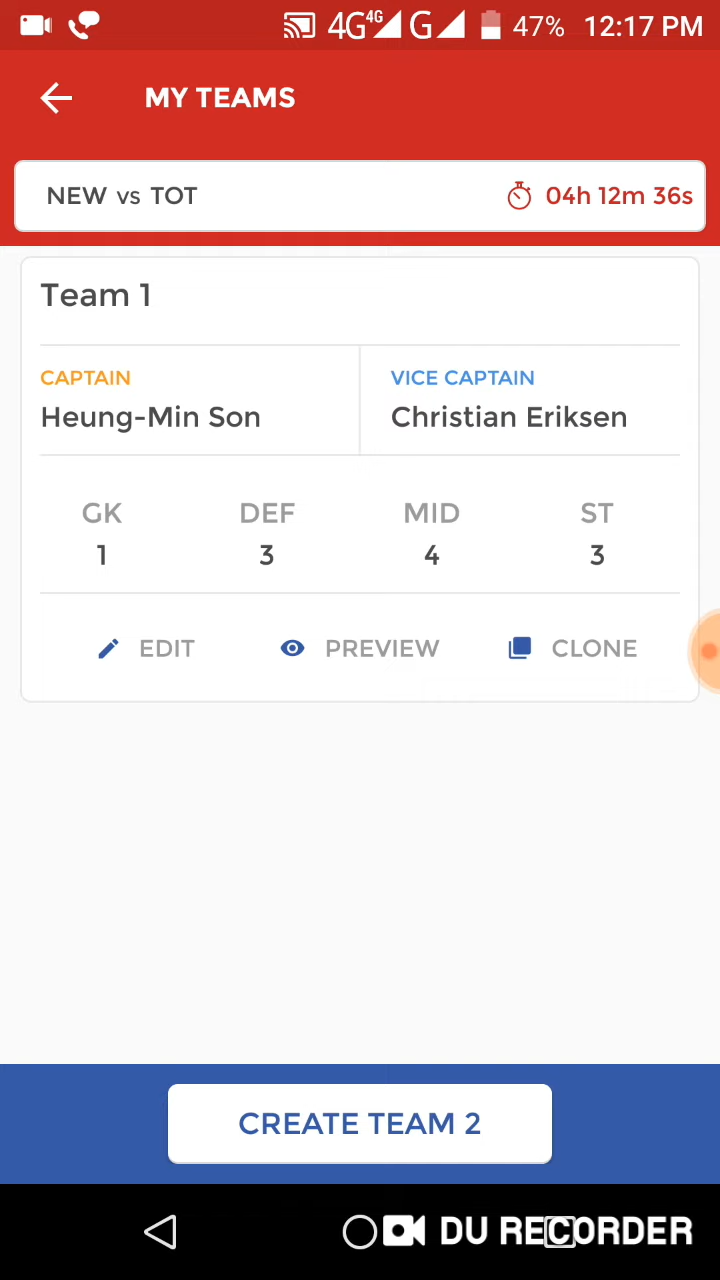 4G 4G G 47% 12:17 PM
MY TEAMS
NEW vs TOT 04h 12m 36s
Team 1
CAPTAIN VICE CAPTAIN
Heung-Min Son Christian Eriksen
GK DEF MID ST
1 3 4 3
EDIT PREVIEW CLONE
CREATE TEAM 2
DU RECORDER